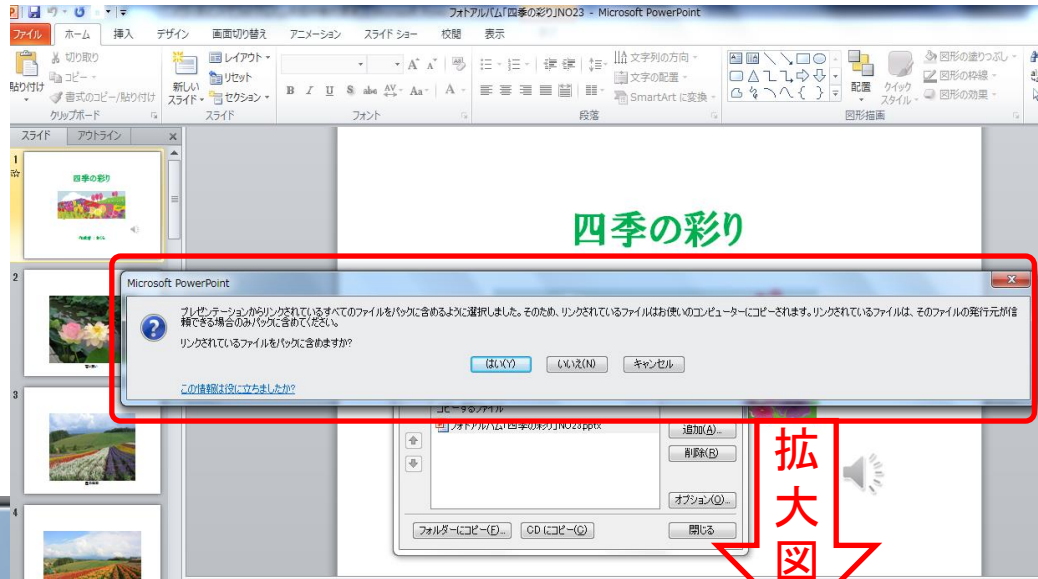 フォトアルバム「四季の彩り」NO23 - Microsoft PowerPoint
ファイル ホーム 挿入 デザイン 画面切り替え アニメーション スライド ショー 校閲 表示
切り取り
コピー
書式のコピー/貼り付け
貼り付け
クリップボード
新しい
スライド
レイアウト
リセット
セクション
スライド
B I U S abc AV Aa A
フォント
文字列の方向
文字の配置
SmartArt に変換
段落
配置
クイック
スタイル
図形の塗りつぶし
図形の枠線
図形の効果
図形描画
スライド アウトライン
1
四季の彩り
2
3
4
四季の彩り
Microsoft PowerPoint
プレゼンテーションからリンクされているすべてのファイルをパックに含めるように選択しました。そのため、リンクされているファイルはお使いのコンピューターにコピーされます。リンクされているファイルは、そのファイルの発行元が信
頼できる場合のみパックに含めてください。
リンクされているファイルをパックに含めますか?
はい(Y) いいえ(N) キャンセル
この情報は役に立ちましたか?
コピーするファイル
フォトアルバム「四季の彩り」NO23.pptx
追加(A)...
削除(R)
オプション(O)...
フォルダーにコピー(F)... CD にコピー(C) 閉じる
拡
大
図